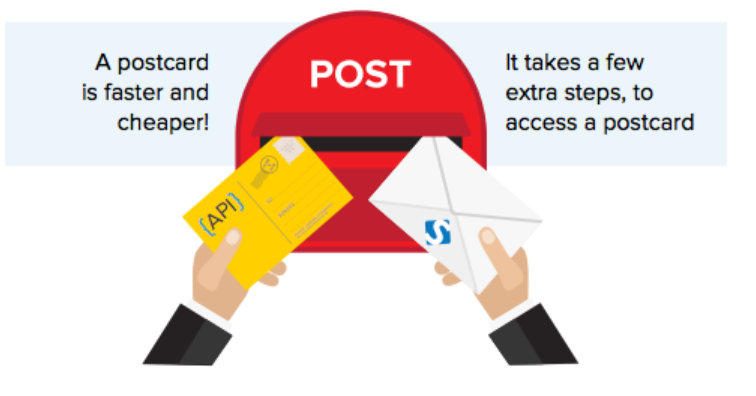 A postcard
is faster and
cheaper!
POST
It takes a few
extra steps, to
access a postcard
{API}